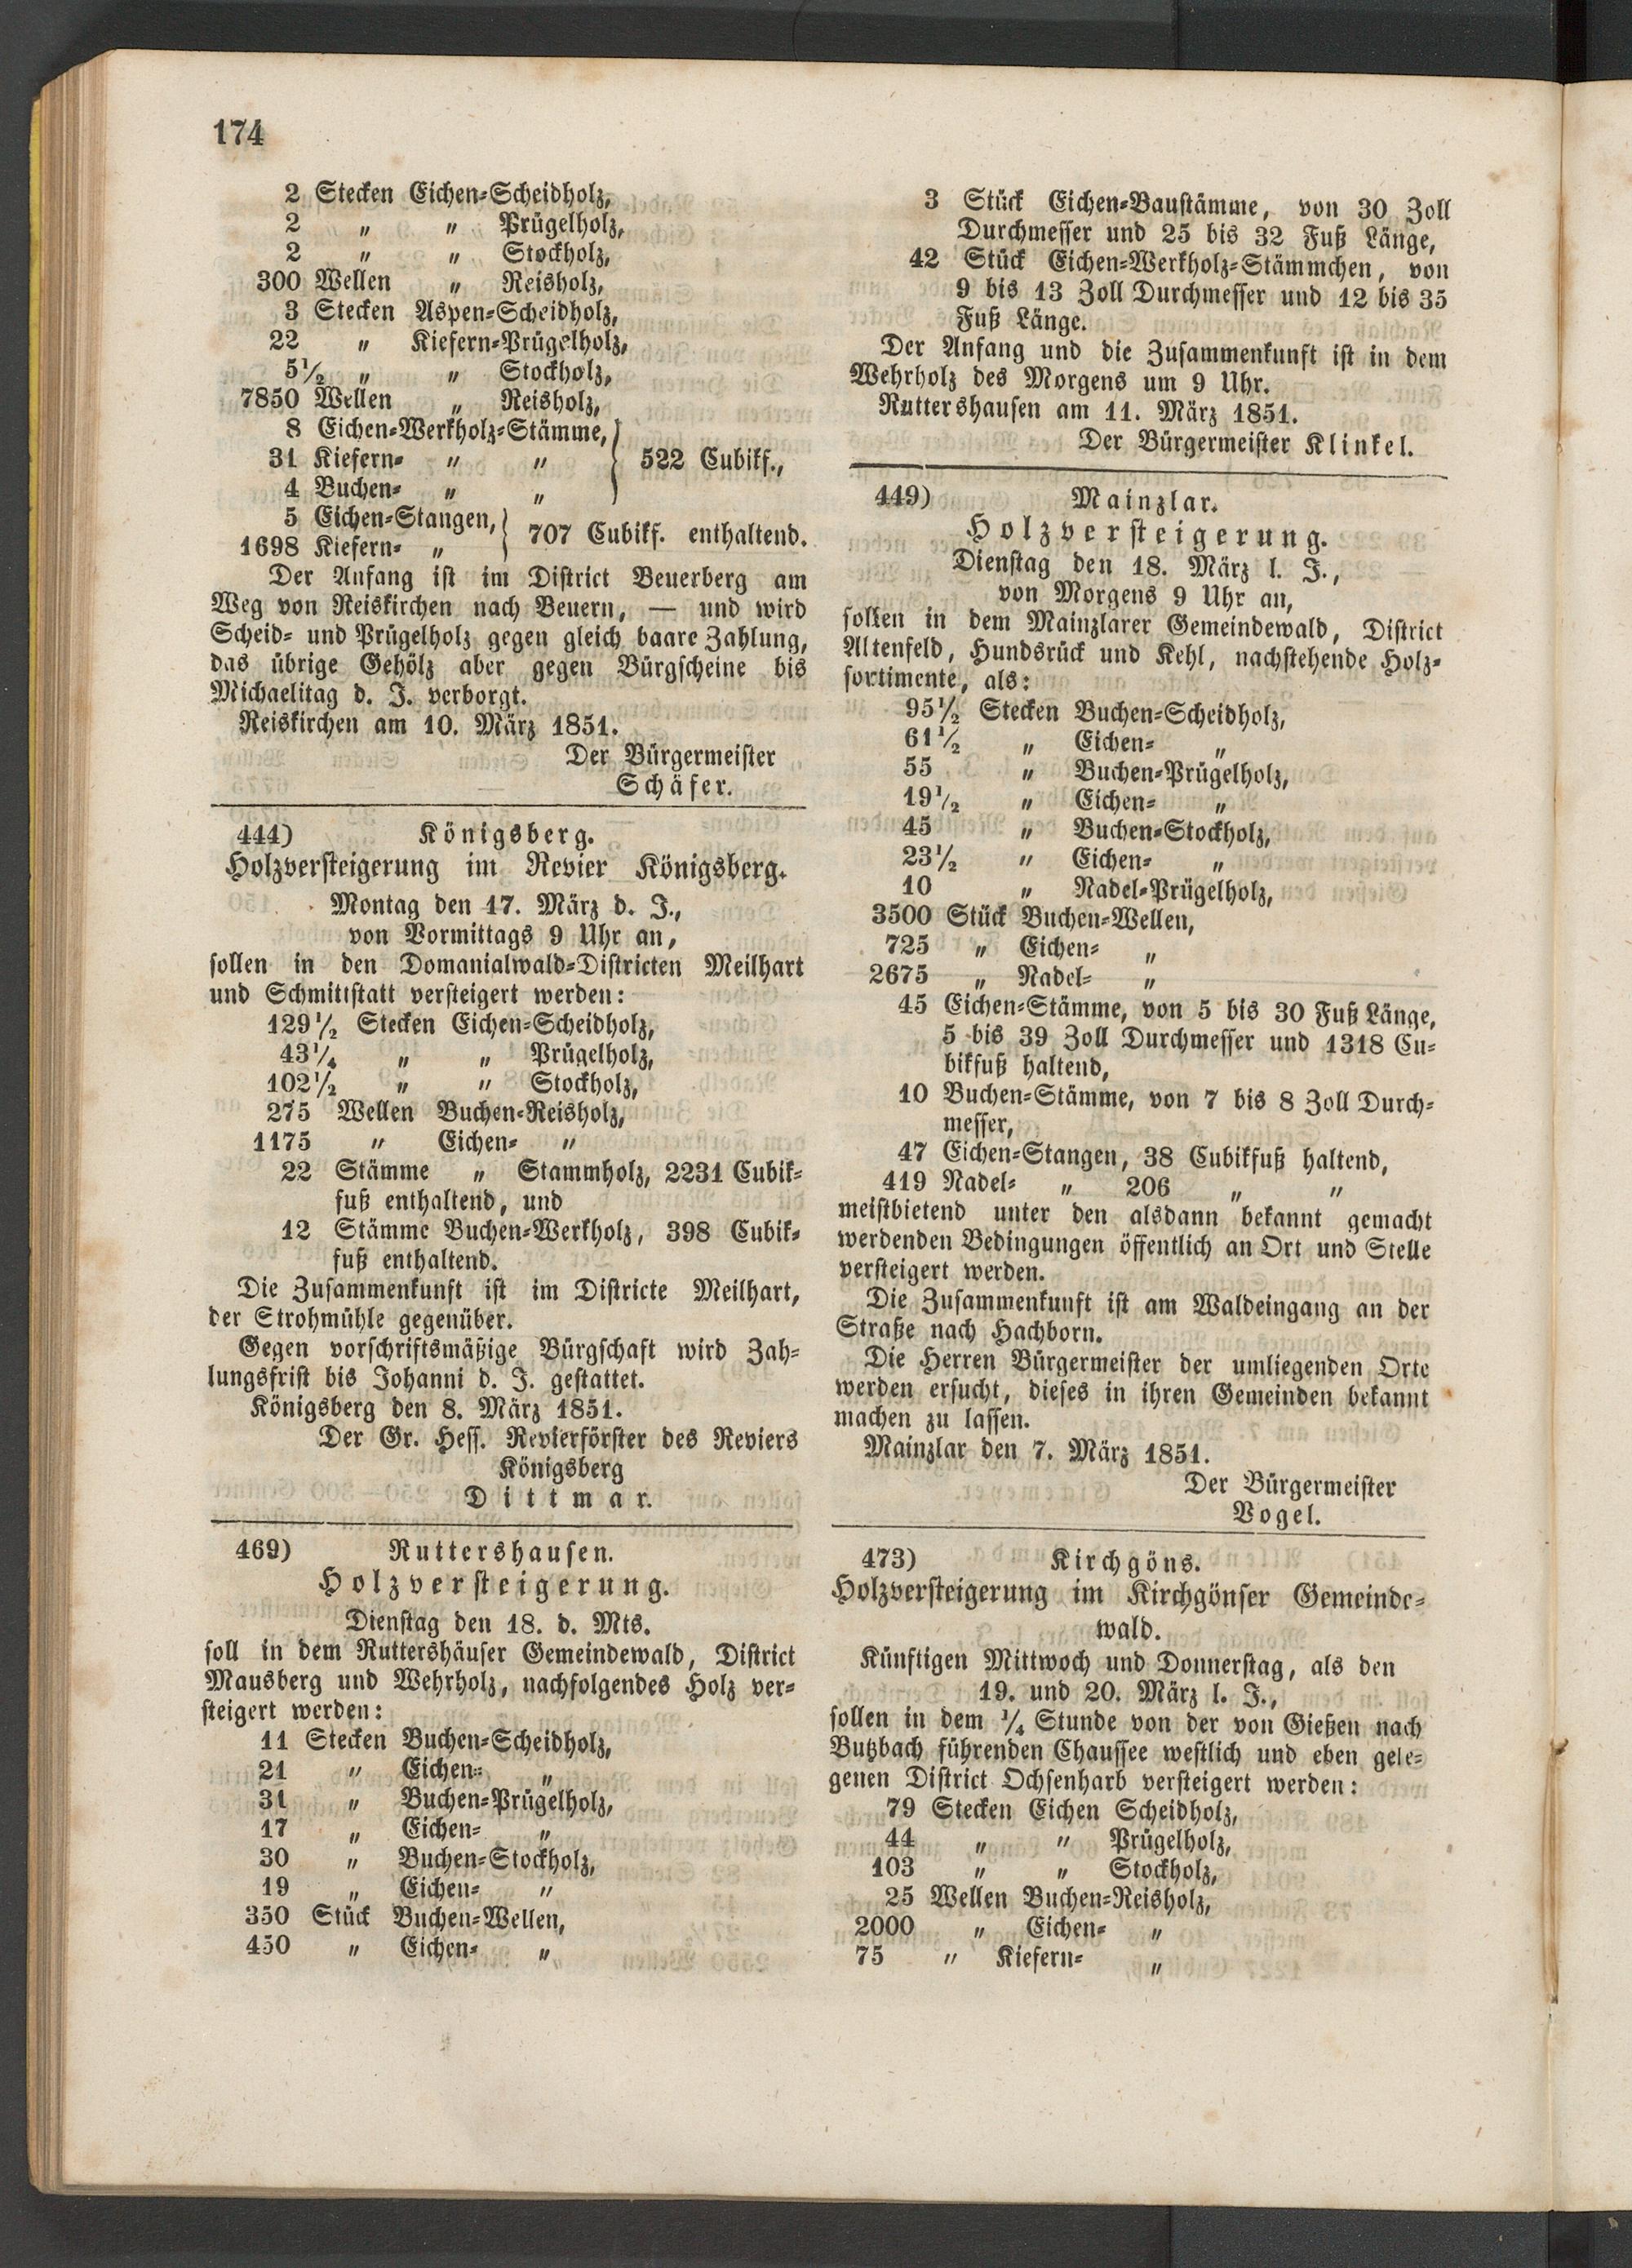 174
2 Stecken Eichen-Scheidholz,
2 „ „ Prügelholz,
2 „ „ Stockholz,
300 Wellen „ Reisholz,
3 Stecken Aspen-Scheidholz,
22 „ Kiefern-Prügelholz,
5½ „ „ Stockholz,
7850 Wellen „ Reisholz,
8 Eichen-Werkholz-Stämme,
31 Kiefern- „ „ 522 Cubikf.,
4 Buchen- „ „
5 Eichen-Stangen,
707 Cubikf. enthaltend.
1698 Kiefern- „
Der Anfang ist im District Beuerberg am
Weg von Reiskirchen nach Beuern, — und wird
Scheid- und Prügelholz gegen gleich baare Zahlung,
das übrige Gehölz aber gegen Bürgscheine bis
Michaelitag d. J. verborgt.
Reiskirchen am 10. März 1851.
Der Bürgermeister
Schäfer.
444) Königsberg.
Holzversteigerung im Revier Königsberg.
Montag den 17. März d. J.,
von Vormittags 9 Uhr an,
sollen in den Domanialwald-Districten Meilhart
und Schmittstatt versteigert werden:
129½ Stecken Eichen-Scheidholz,
43¼ „ „ Prügelholz,
102½ „ „ Stockholz,
275 Wellen Buchen-Reisholz,
1175 „ Eichen- „
22 Stämme „ Stammholz, 2231 Cubik-
fuß enthaltend, und
12 Stämme Buchen-Werkholz, 398 Cubik-
fuß enthaltend.
Die Zusammenkunft ist im Districte Meilhart,
der Strohmühle gegenüber.
Gegen vorschriftsmäßige Bürgschaft wird Zah-
lungsfrist bis Johanni d. J. gestattet.
Königsberg den 8. März 1851.
Der Gr. Hess. Revierförster des Reviers
Königsberg
Dittmar.
469) Ruttershausen.
Holzversteigerung.
Dienstag den 18. d. Mts.
soll in dem Ruttershäuser Gemeindewald, District
Mausberg und Wehrholz, nachfolgendes Holz ver-
steigert werden:
11 Stecken Buchen-Scheidholz,
21 „ Eichen- „
31 „ Buchen-Prügelholz,
17 „ Eichen- „
30 „ Buchen-Stockholz,
19 „ Eichen- „
350 Stück Buchen-Wellen,
450 „ Eichen- „
3 Stück Eichen-Baustämme, von 30 Zoll
Durchmesser und 25 bis 32 Fuß Länge,
42 Stück Eichen-Werkholz-Stämmchen, von
9 bis 13 Zoll Durchmesser und 12 bis 35
Fuß Länge.
Der Anfang und die Zusammenkunft ist in dem
Wehrholz des Morgens um 9 Uhr.
Ruttershausen am 11. März 1851.
Der Bürgermeister Klinkel.
449) Mainzlar.
Holzversteigerung.
Dienstag den 18. März l. J.,
von Morgens 9 Uhr an,
sollen in dem Mainzlarer Gemeindewald, District
Altenfeld, Hundsrück und Kehl, nachstehende Holz-
sortimente, als:
95½ Stecken Buchen-Scheidholz,
61½ „ Eichen- „
55 „ Buchen-Prügelholz,
19½ „ Eichen- „
45 „ Buchen-Stockholz,
23½ „ Eichen- „
10 „ Nadel-Prügelholz,
3500 Stück Buchen-Wellen,
725 „ Eichen- „
2675 „ Nadel- „
45 Eichen-Stämme, von 5 bis 30 Fuß Länge,
5 bis 39 Zoll Durchmesser und 1318 Cu-
bikfuß haltend,
10 Buchen-Stämme, von 7 bis 8 Zoll Durch-
messer,
47 Eichen-Stangen, 38 Cubikfuß haltend,
419 Nadel- „ 206 „ „
meistbietend unter den alsdann bekannt gemacht
werdenden Bedingungen öffentlich an Ort und Stelle
versteigert werden.
Die Zusammenkunft ist am Waldeingang an der
Straße nach Hachborn.
Die Herren Bürgermeister der umliegenden Orte
werden ersucht, dieses in ihren Gemeinden bekannt
machen zu lassen.
Mainzlar den 7. März 1851.
Der Bürgermeister
Vogel.
473) Kirchgöns.
Holzversteigerung im Kirchgönser Gemeinde-
wald.
Künftigen Mittwoch und Donnerstag, als den
19. und 20. März l. J.,
sollen in dem ¼ Stunde von der von Gießen nach
Butzbach führenden Chaussee westlich und eben gele-
genen District Ochsenharb versteigert werden:
79 Stecken Eichen Scheidholz,
44 „ „ Prügelholz,
103 „ „ Stockholz,
25 Wellen Buchen-Reisholz,
2000 „ Eichen- „
75 „ Kiefern- „